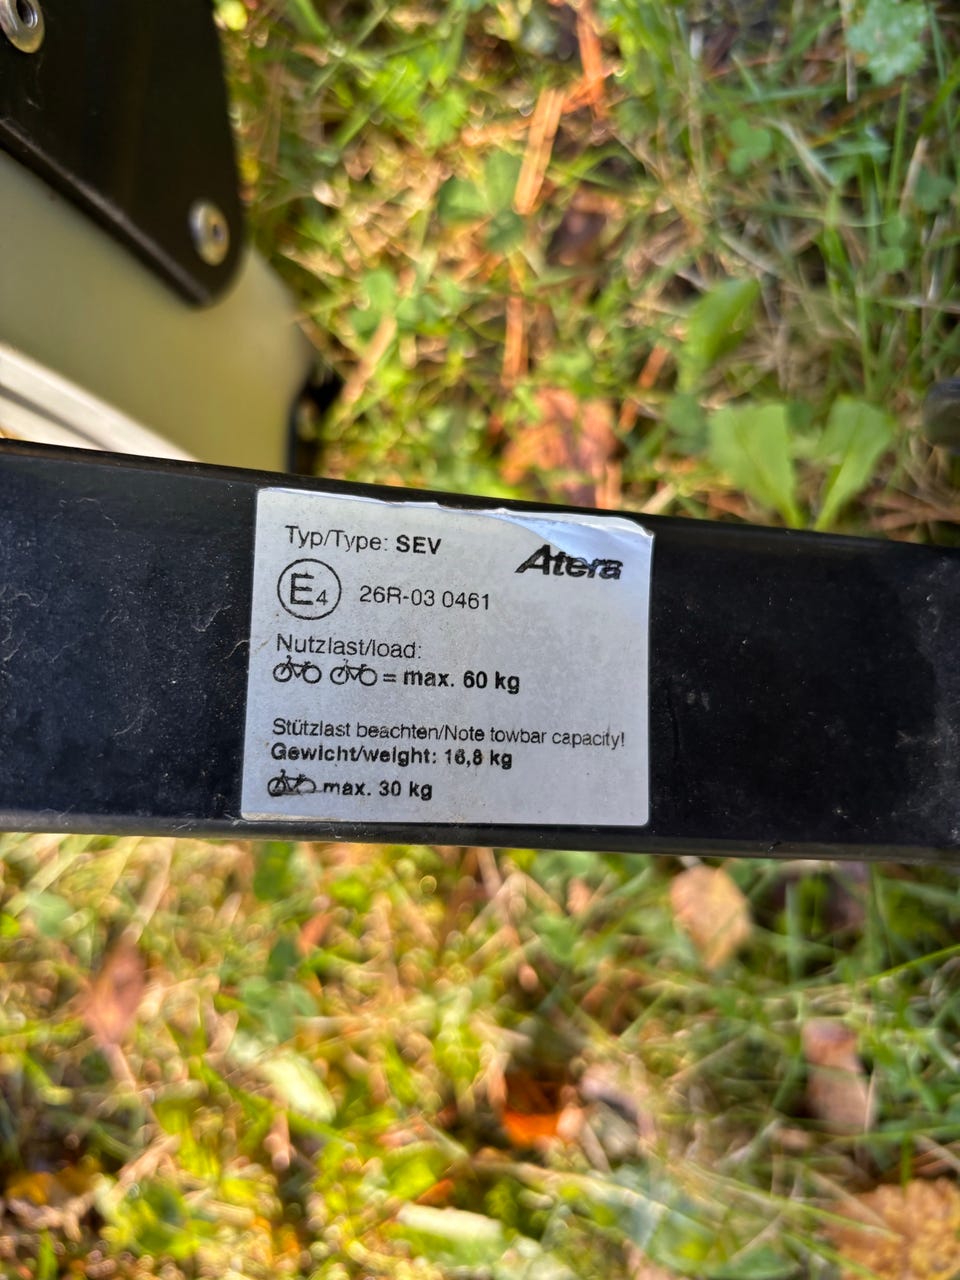 Typ/Type: SEV
Atera
E4 26R-03 0461
Nutzlast/load:
= max. 60 kg
Stützlast beachten/Note towbar capacity!
Gewicht/weight: 16,8 kg
max. 30 kg